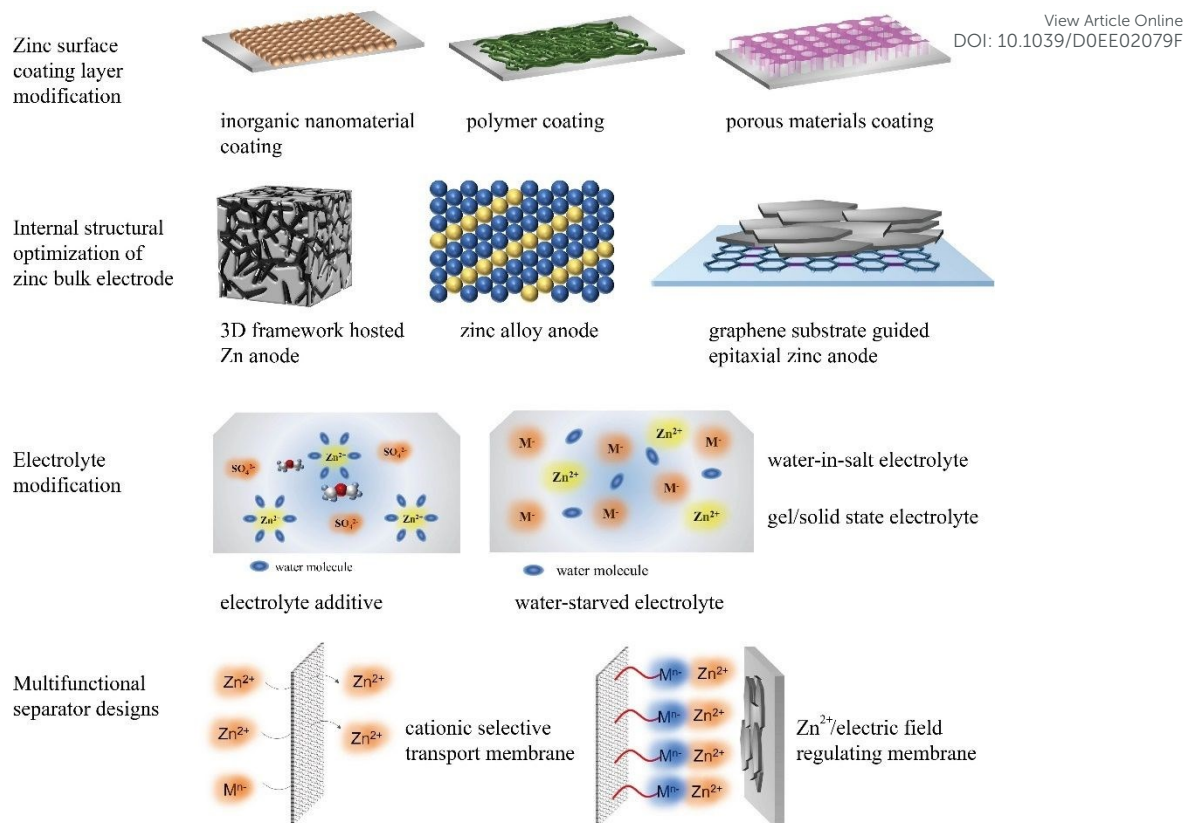 View Article Online
DOI: 10.1039/D0EE02079F
Zinc surface
coating layer
modification
inorganic nanomaterial
coating
polymer coating
porous materials coating
Internal structural
optimization of
zinc bulk electrode
3D framework hosted
Zn anode
zinc alloy anode
graphene substrate guided
epitaxial zinc anode
Electrolyte
modification
SO₄²⁻
Zn²⁺
SO₄²⁻
Zn²⁻
SO₄²⁻
Zn²⁺
water molecule
electrolyte additive
M⁻
M⁻
Zn²⁺
M⁻
Zn²⁺
M⁻
M⁻
M⁻
Zn²⁺
water molecule
water-starved electrolyte
water-in-salt electrolyte
gel/solid state electrolyte
Multifunctional
separator designs
Zn²⁺
Zn²⁺
Zn²⁺
Zn²⁺
Mⁿ⁻
cationic selective
transport membrane
Mⁿ⁻ Zn²⁺
Mⁿ⁻ Zn²⁺
Mⁿ⁻ Zn²⁺
Mⁿ⁻ Zn²⁺
Zn²⁺/electric field
regulating membrane